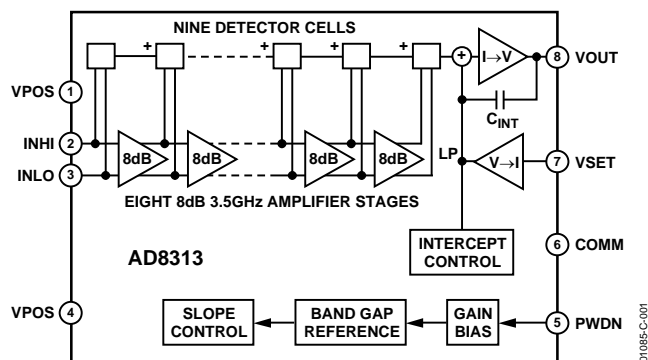 NINE DETECTOR CELLS
+ + + + +
I→V
8 VOUT
VPOS 1
CINT
INHI 2
8dB 8dB 8dB 8dB
LP
V→I
7 VSET
INLO 3
EIGHT 8dB 3.5GHz AMPLIFIER STAGES
INTERCEPT
CONTROL
6 COMM
AD8313
VPOS 4
SLOPE
CONTROL
BAND GAP
REFERENCE
GAIN
BIAS
5 PWDN
01085-C-001